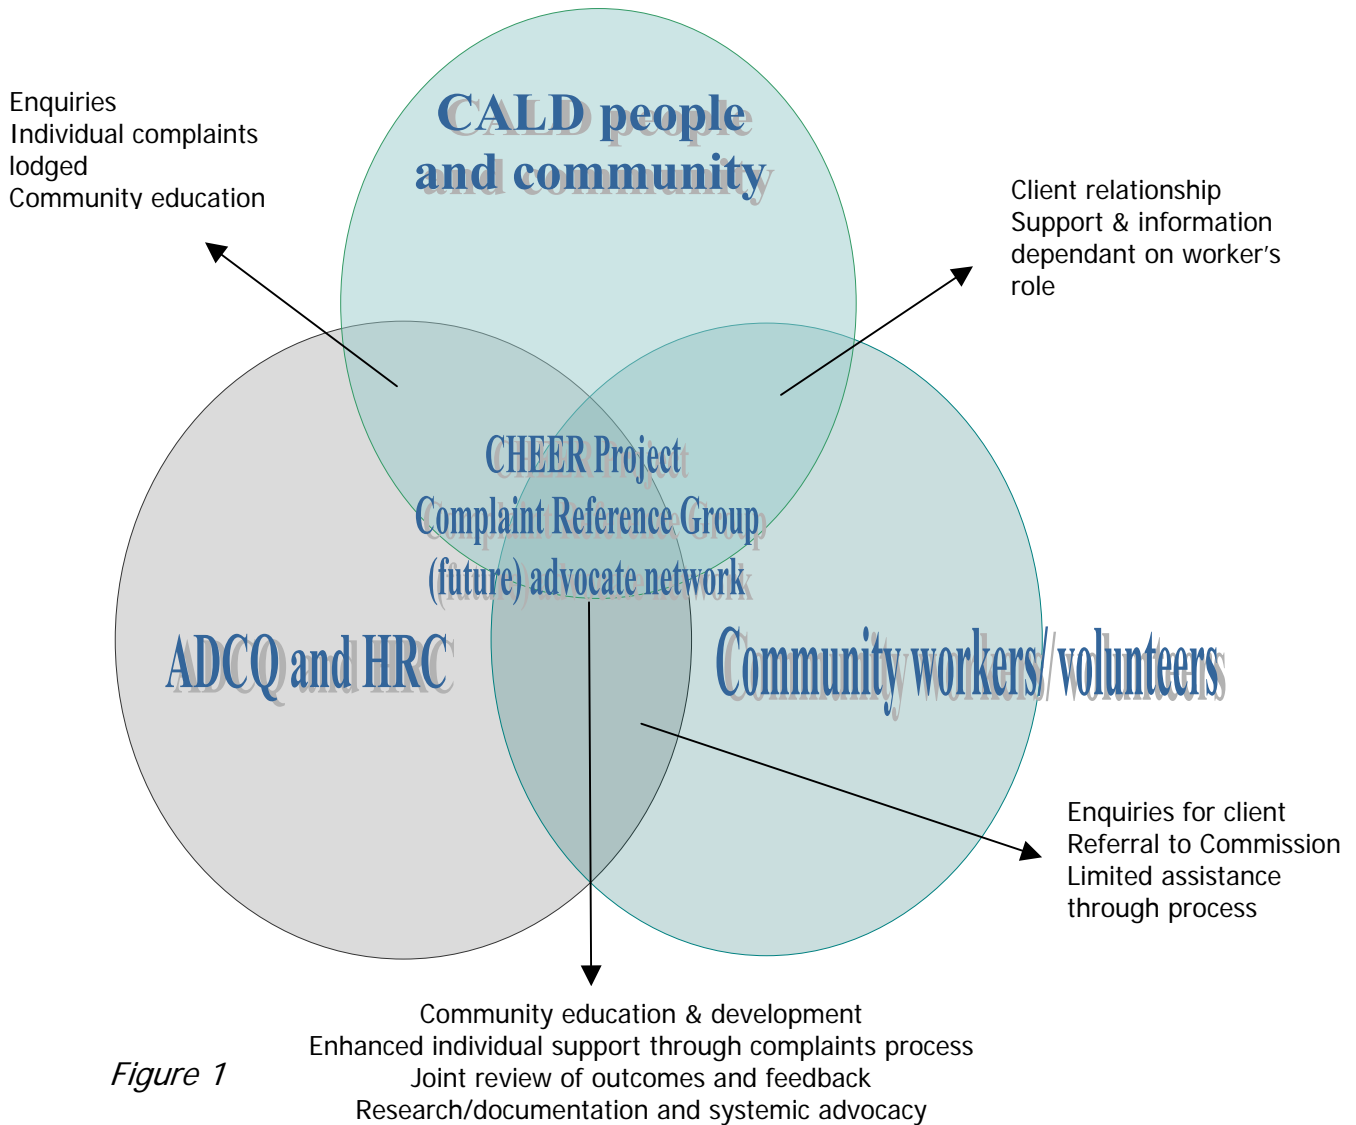 CALD people
and community
Enquiries
Individual complaints
lodged
Community education
Client relationship
Support & information
dependant on worker's
role
CHEER Project
Complaint Reference Group
(future) advocate network
ADCQ and HRC
Community workers/volunteers
Enquiries for client
Referral to Commission
Limited assistance
through process
Community education & development
Enhanced individual support through complaints process
Joint review of outcomes and feedback
Research/documentation and systemic advocacy
Figure 1